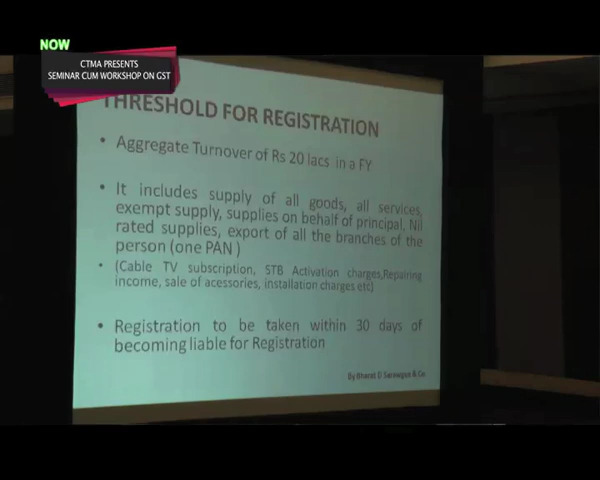 NOW
CTMA PRESENTS
SEMINAR CUM WORKSHOP ON GST
THRESHOLD FOR REGISTRATION
• Aggregate Turnover of Rs 20 lacs in a FY
• It includes supply of all goods, all services,
exempt supply, supplies on behalf of principal, Nil
rated supplies, export of all the branches of the
person (one PAN )
• (Cable TV subscription, STB Activation charges,Repairing
income, sale of acessories, installation charges etc)
• Registration to be taken within 30 days of
becoming liable for Registration
By Bharat D Sarawgee & Co